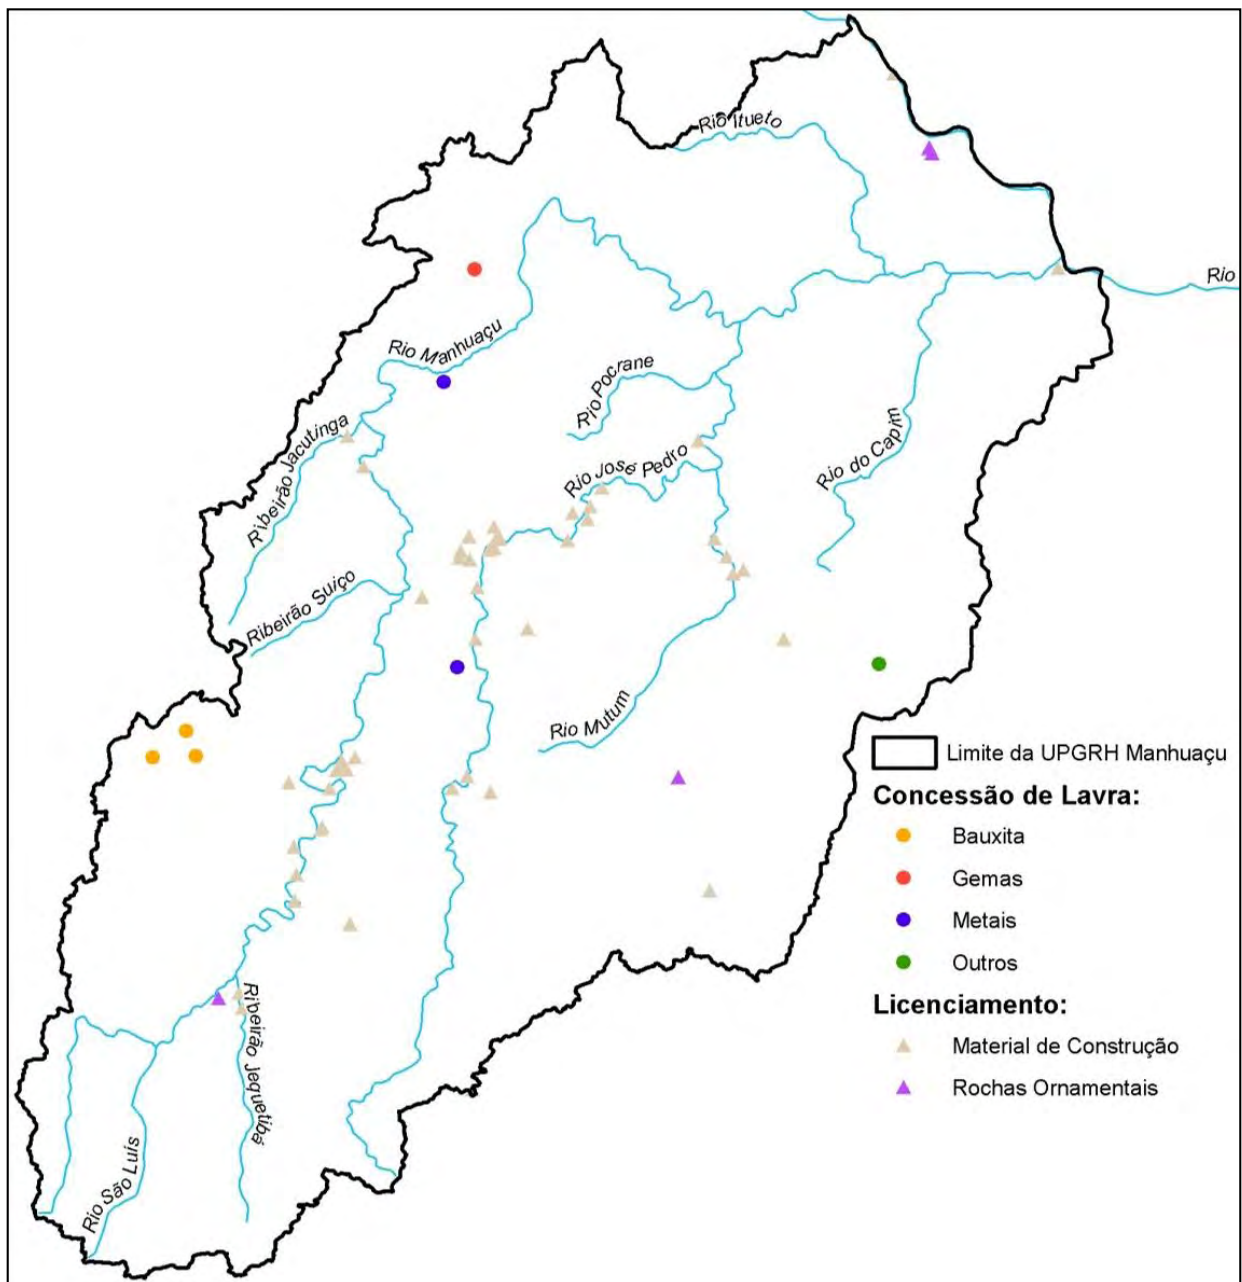 Rio Itueto
Rio
Rio Manhuaçu
Rio Pocrane
Ribeirão Jacutinga
Rio José Pedro
Rio do Capim
Ribeirão Suiço
Rio Mutum
Limite da UPGRH Manhuaçu
Concessão de Lavra:
Bauxita
Gemas
Metais
Outros
Licenciamento:
Material de Construção
Rochas Ornamentais
Ribeirão Jequetibá
Rio São Luis